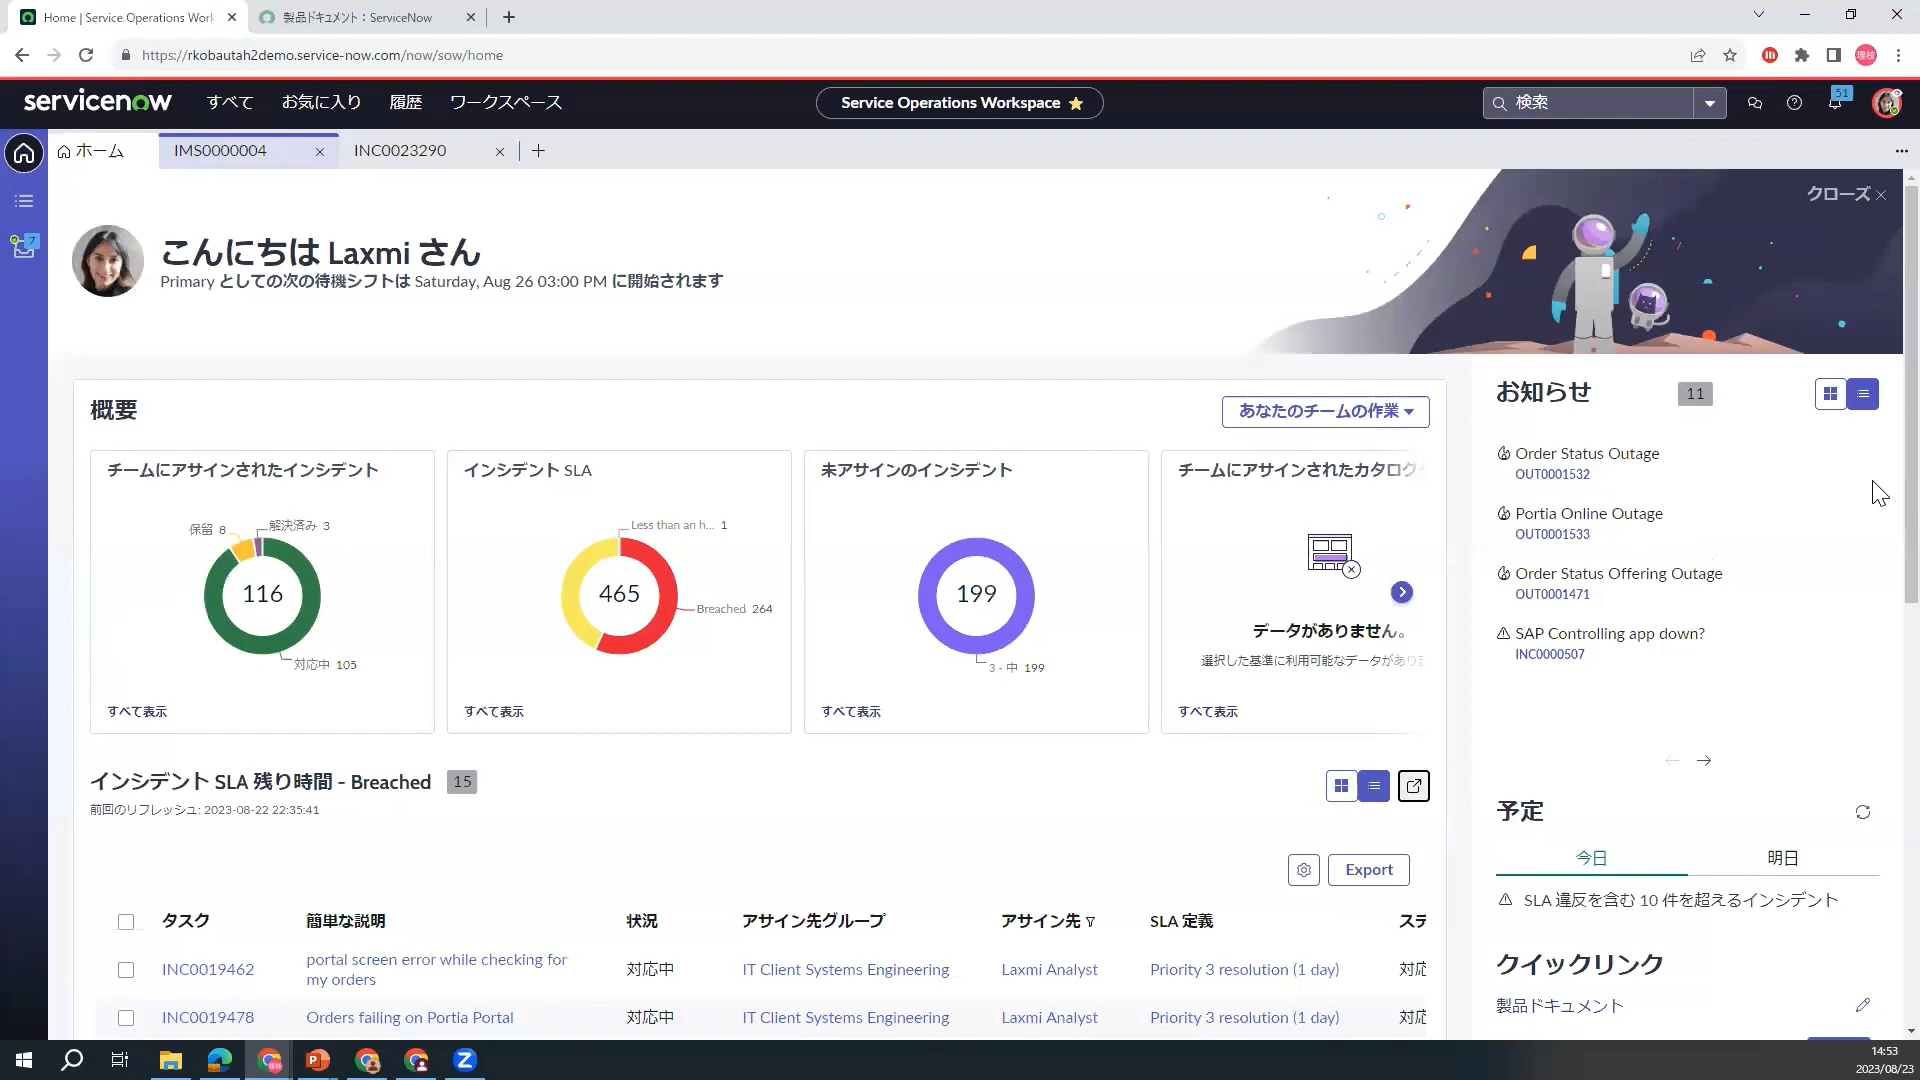 Home | Service Operations Worl
製品ドキュメント：ServiceNow
https://rkobautah2demo.service-now.com/now/sow/home
理枝
servicenow
すべて
お気に入り
履歴
ワークスペース
Service Operations Workspace
検索
51
ホーム
IMS0000004
INC0023290
7
クローズ
こんにちは Laxmi さん
Primary としての次の待機シフトは Saturday, Aug 26 03:00 PM に開始されます
概要
あなたのチームの作業
チームにアサインされたインシデント
保留 8
解決済み 3
116
対応中 105
すべて表示
インシデント SLA
Less than an h... 1
465
Breached 264
すべて表示
未アサインのインシデント
199
3 - 中 199
すべて表示
チームにアサインされたカタログ
データがありません。
選択した基準に利用可能なデータがあり
すべて表示
インシデント SLA 残り時間 - Breached 15
前回のリフレッシュ: 2023-08-22 22:35:41
Export
タスク 簡単な説明 状況 アサイン先グループ アサイン先 SLA 定義 ステ
INC0019462 portal screen error while checking for my orders 対応中 IT Client Systems Engineering Laxmi Analyst Priority 3 resolution (1 day) 対応
INC0019478 Orders failing on Portia Portal 対応中 IT Client Systems Engineering Laxmi Analyst Priority 3 resolution (1 day) 対応
お知らせ 11
Order Status Outage
OUT0001532
Portia Online Outage
OUT0001533
Order Status Offering Outage
OUT0001471
SAP Controlling app down?
INC0000507
予定
今日 明日
SLA 違反を含む 10 件を超えるインシデント
クイックリンク
製品ドキュメント
14:53
2023/08/23